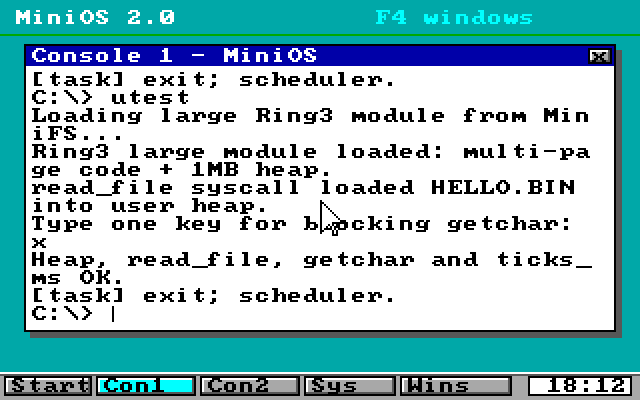 MiniOS 2.0
F4 windows
Console 1 - MiniOS
[task] exit; scheduler.
C:\> utest
Loading large Ring3 module from Min
iFS...
Ring3 large module loaded: multi-pa
ge code + 1MB heap.
read_file syscall loaded HELLO.BIN
into user heap.
Type one key for blocking getchar:
x
Heap, read_file, getchar and ticks_
ms OK.
[task] exit; scheduler.
C:\> |
Start
Con1
Con2
Sys
Wins
18:12